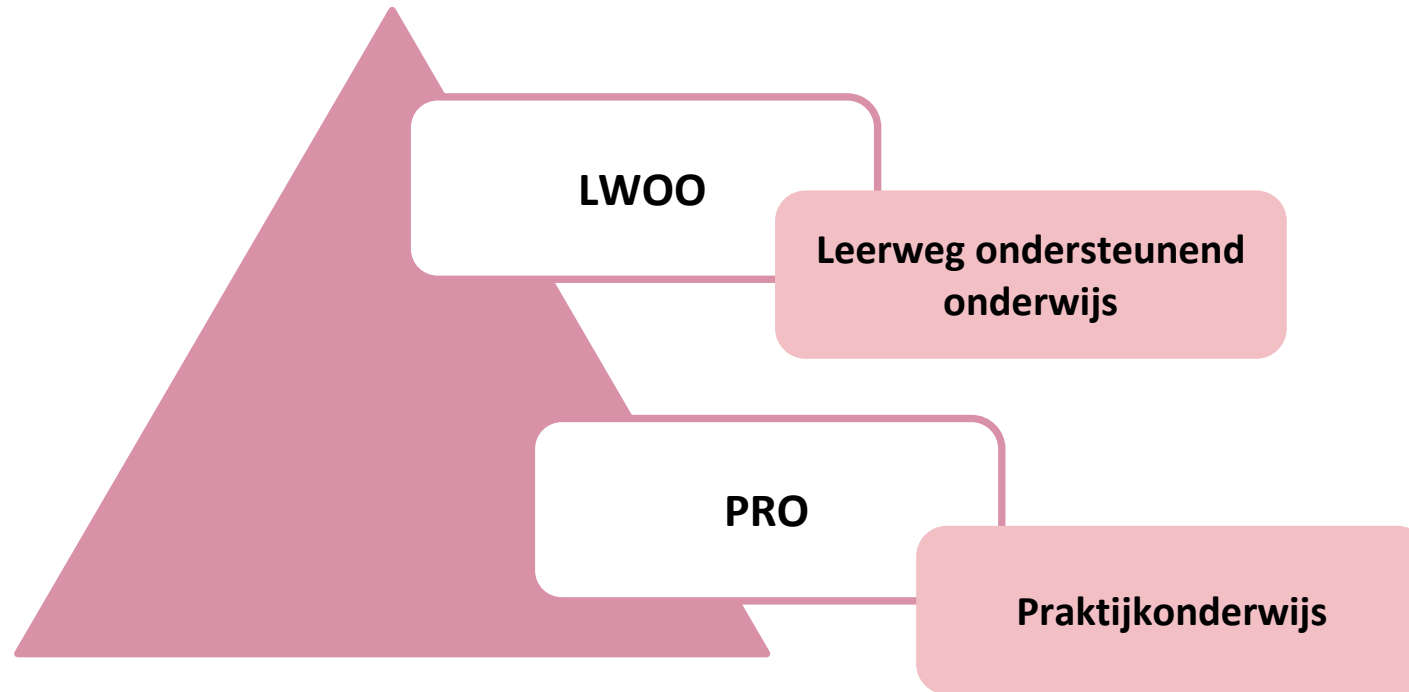 LWOO
Leerweg ondersteunend
onderwijs
PRO
Praktijkonderwijs